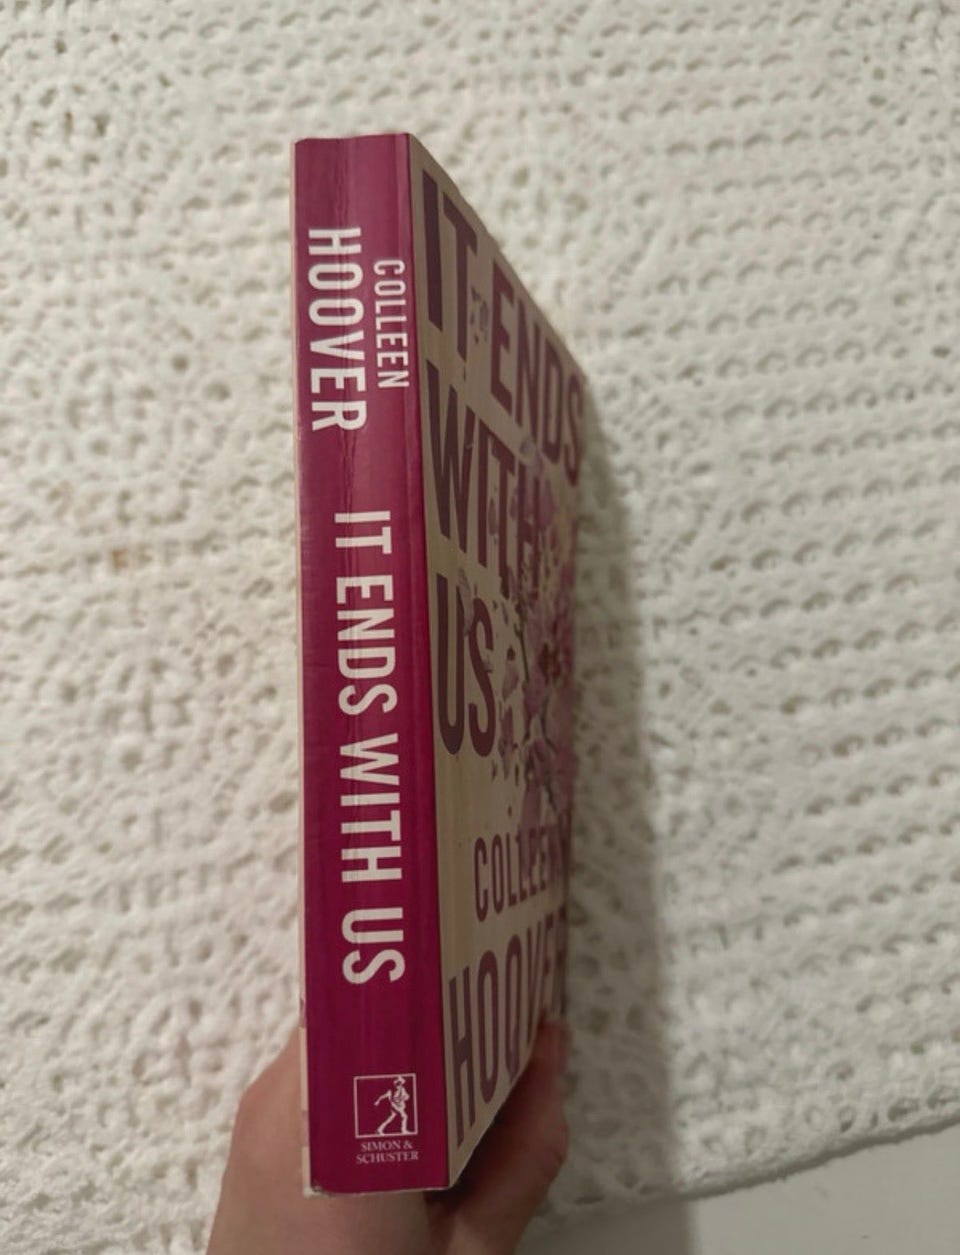 COLLEEN
HOOVER
IT ENDS WITH US
SIMON &
SCHUSTER
IT ENDS
WITH
US
COLLEEN
HOOVER